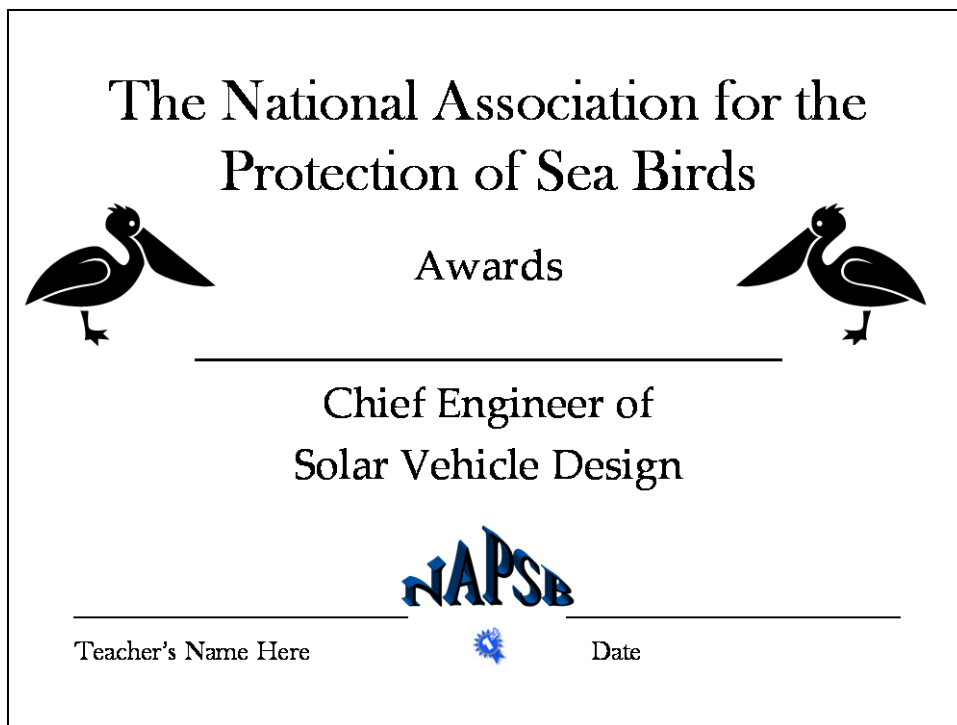 The National Association for the
Protection of Sea Birds
Awards
Chief Engineer of
Solar Vehicle Design
NAPSB
Teacher's Name Here
Date